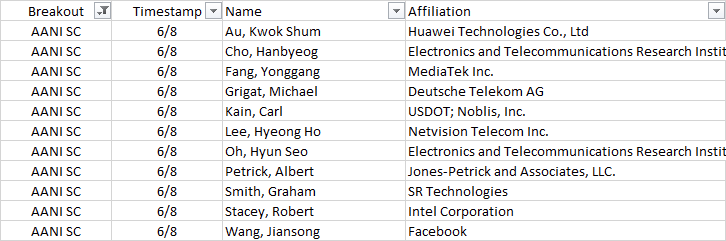 Breakout Timestamp Name Affiliation
AANI SC 6/8 Au, Kwok Shum Huawei Technologies Co., Ltd
AANI SC 6/8 Cho, Hanbyeog Electronics and Telecommunications Research Instit
AANI SC 6/8 Fang, Yonggang MediaTek Inc.
AANI SC 6/8 Grigat, Michael Deutsche Telekom AG
AANI SC 6/8 Kain, Carl USDOT; Noblis, Inc.
AANI SC 6/8 Lee, Hyeong Ho Netvision Telecom Inc.
AANI SC 6/8 Oh, Hyun Seo Electronics and Telecommunications Research Instit
AANI SC 6/8 Petrick, Albert Jones-Petrick and Associates, LLC.
AANI SC 6/8 Smith, Graham SR Technologies
AANI SC 6/8 Stacey, Robert Intel Corporation
AANI SC 6/8 Wang, Jiansong Facebook